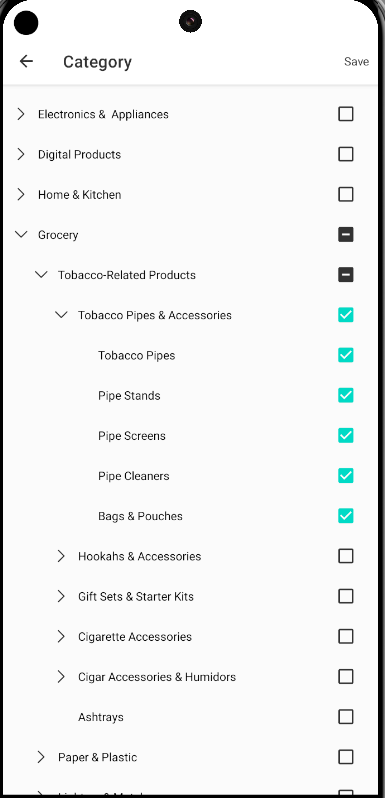 Category
Save
Electronics & Appliances
Digital Products
Home & Kitchen
Grocery
Tobacco-Related Products
Tobacco Pipes & Accessories
Tobacco Pipes
Pipe Stands
Pipe Screens
Pipe Cleaners
Bags & Pouches
Hookahs & Accessories
Gift Sets & Starter Kits
Cigarette Accessories
Cigar Accessories & Humidors
Ashtrays
Paper & Plastic